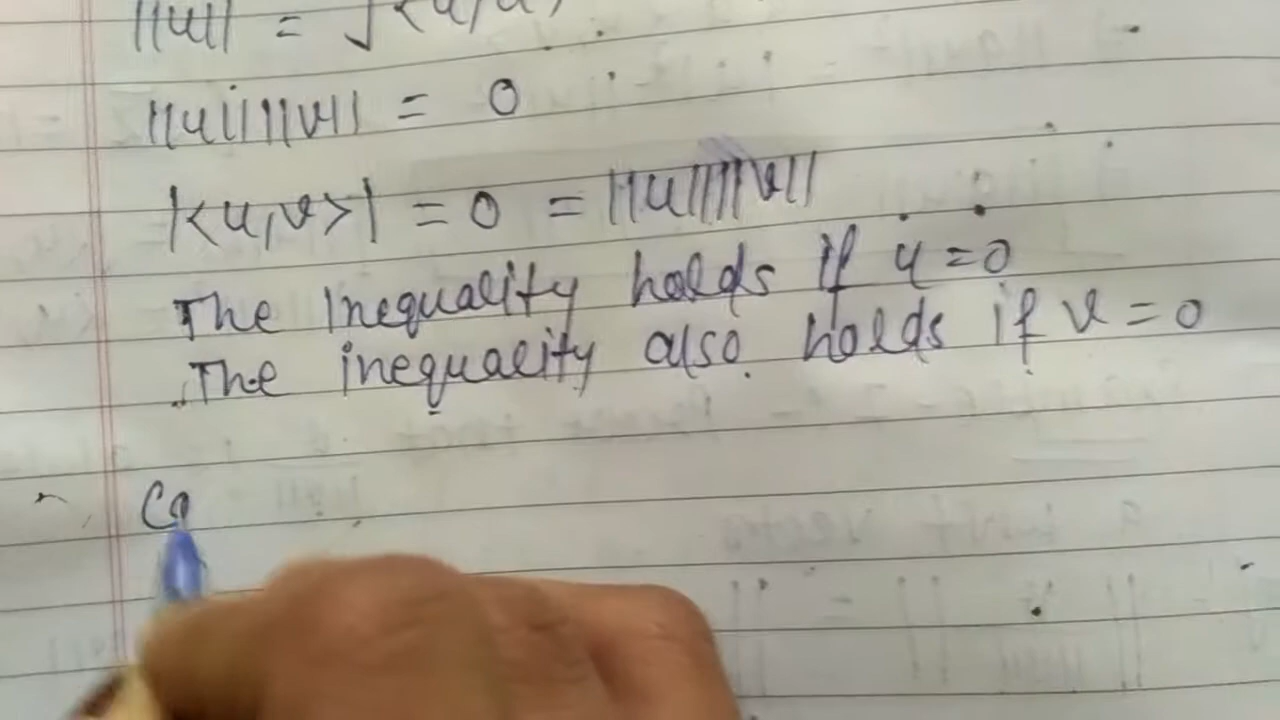 ||u|| = √<u,u>
||u|| ||v|| = 0
|<u,v>| = 0 = ||u|| ||v||
The Inequality holds if u = 0
The inequality also holds if v = 0
Ca